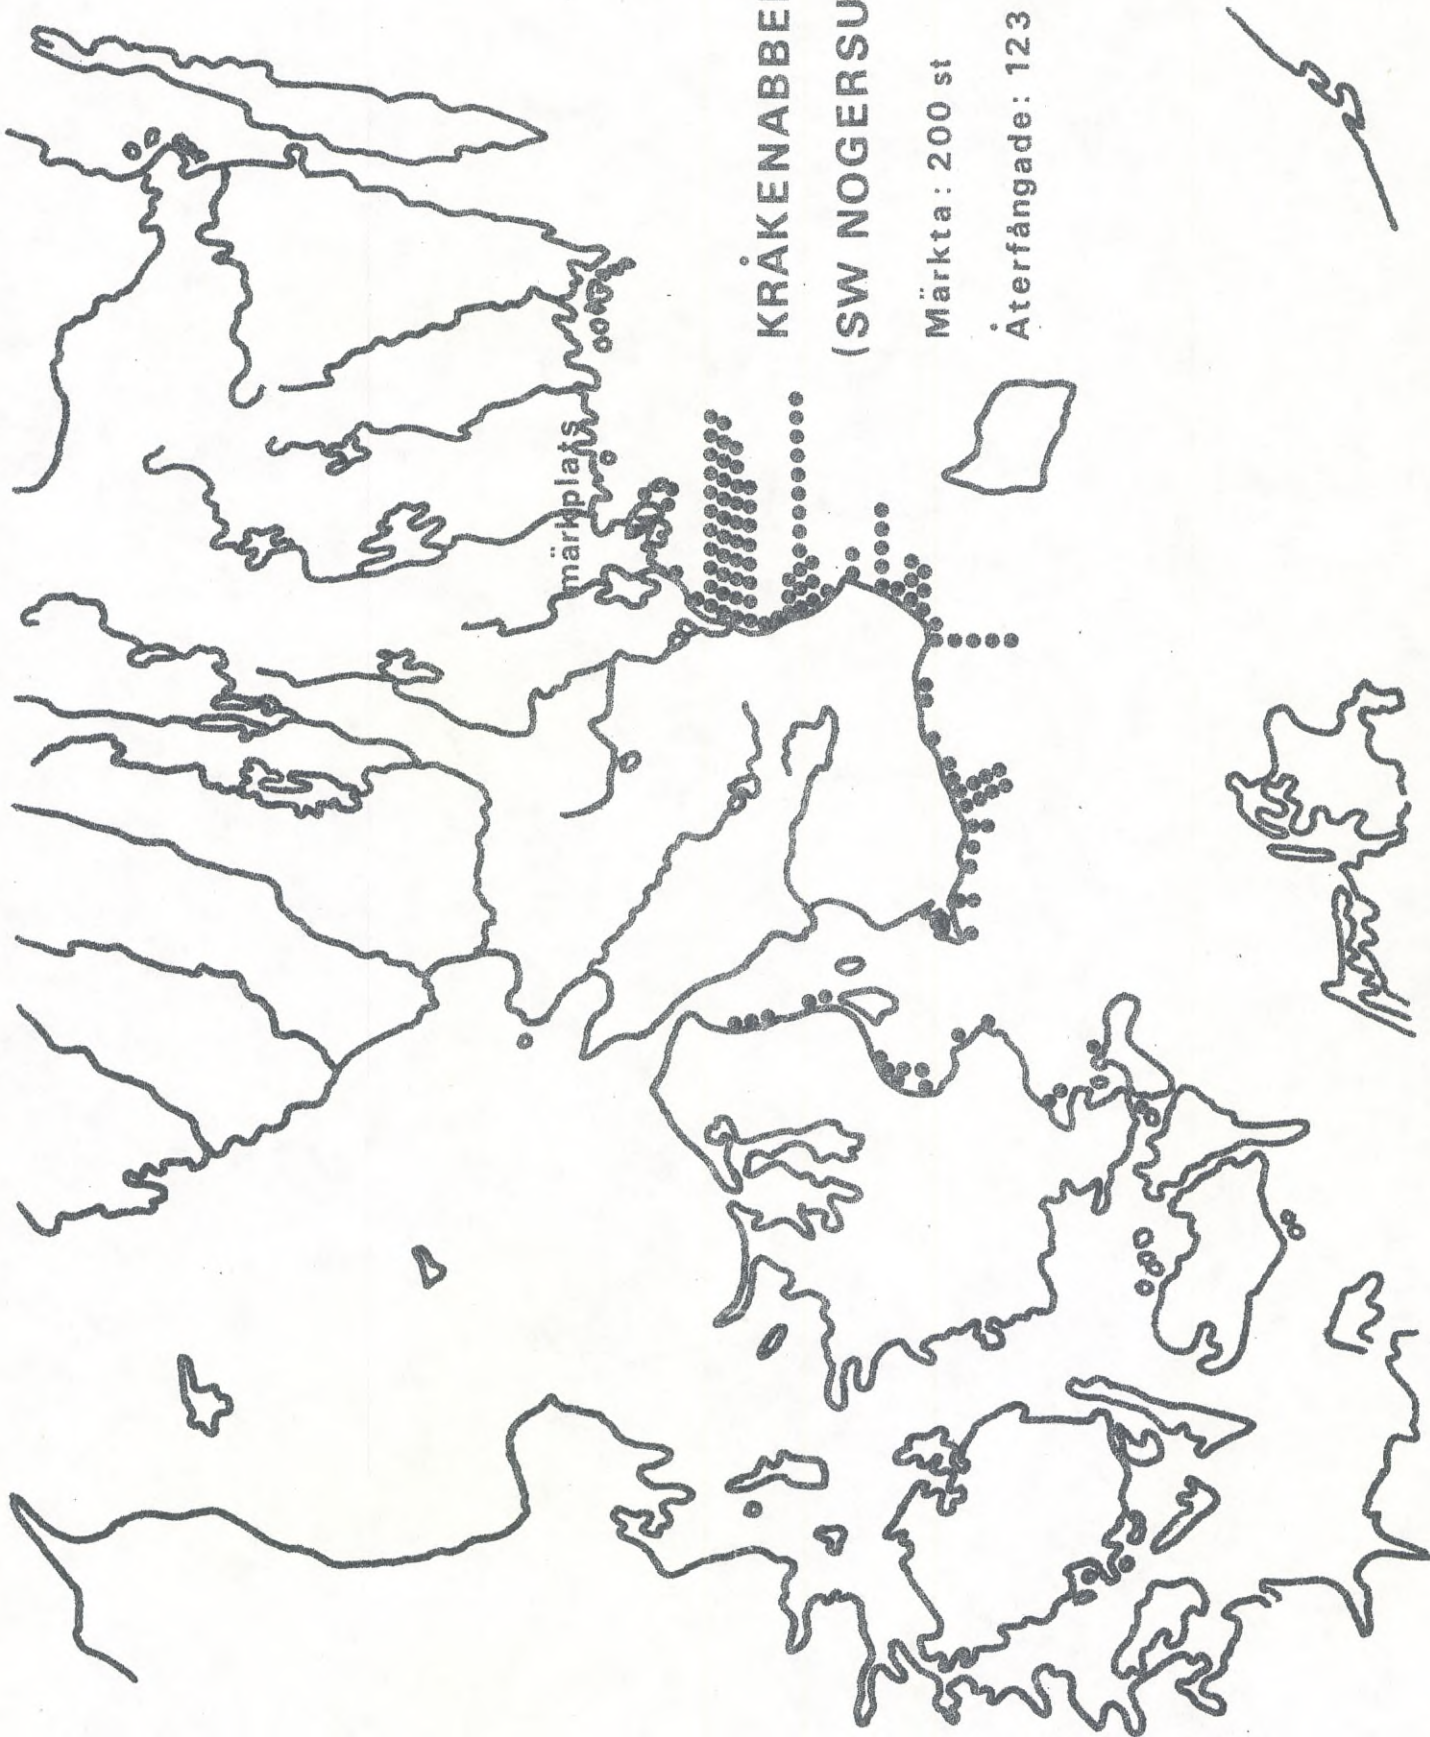 KRÅKENABBE
(SW NOGERSU
Märkta: 200 st
Återfångade: 123
märkplats